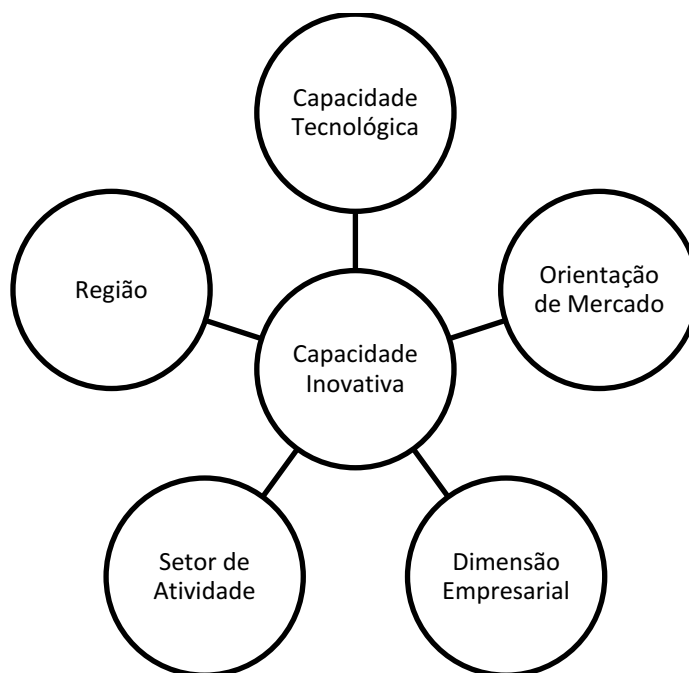 Capacidade
Tecnológica
Região
Orientação
de Mercado
Capacidade
Inovativa
Setor de
Atividade
Dimensão
Empresarial